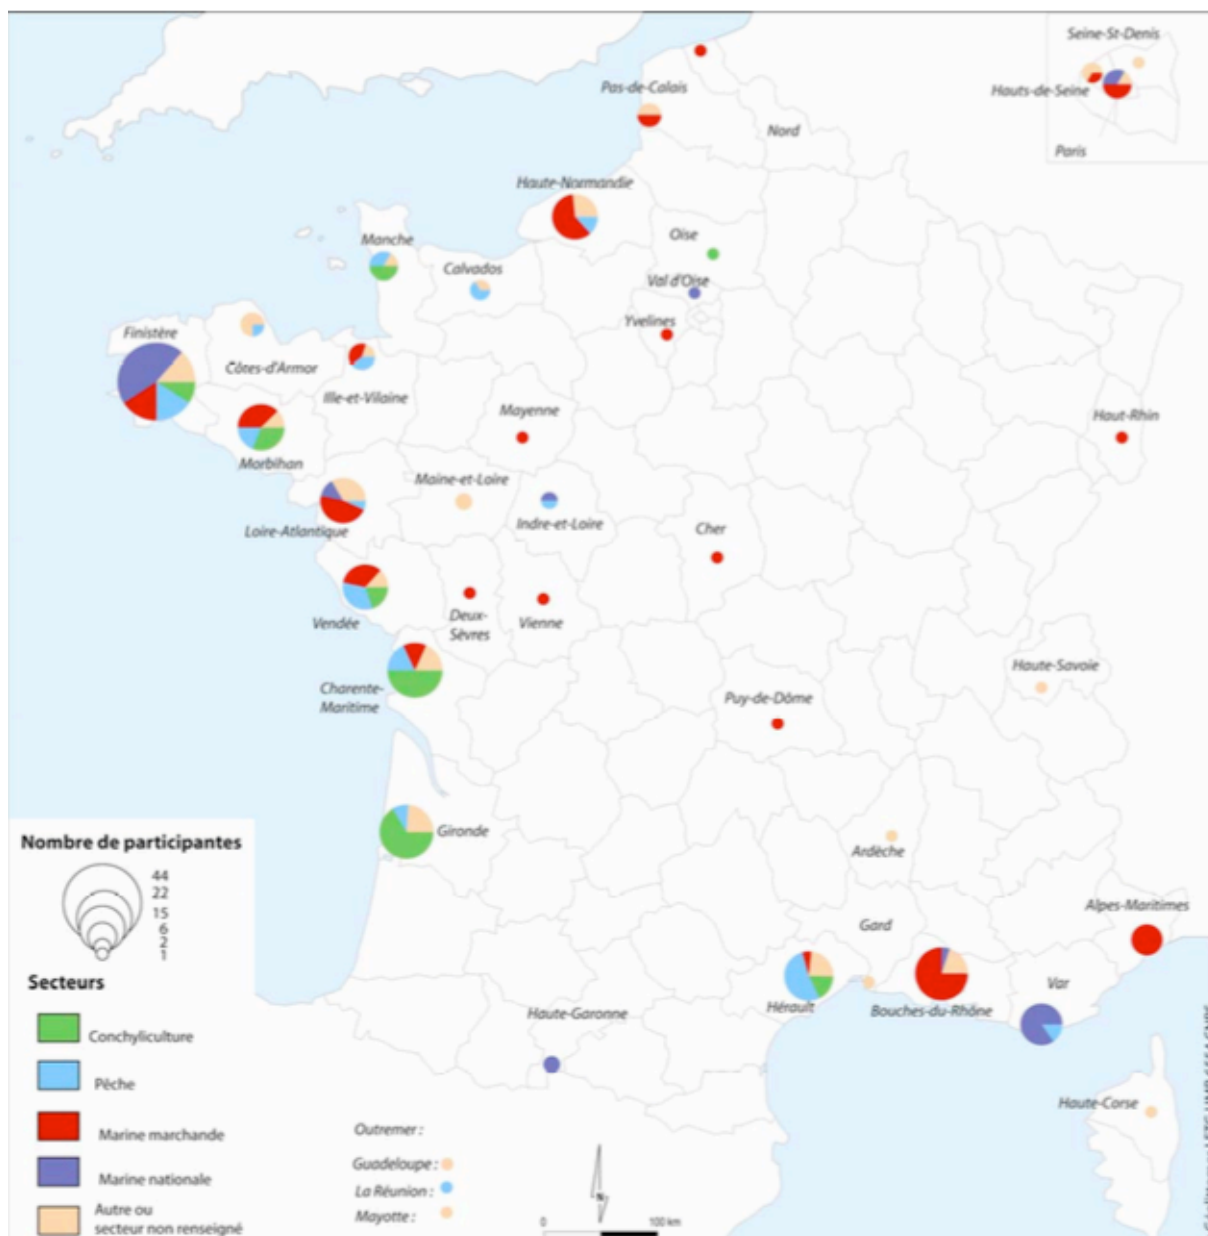 Seine-St-Denis
Pas-de-Calais
Hauts-de-Seine
Nord
Paris
Haute-Normandie
Oise
Manche
Calvados
Val d'Oise
Yvelines
Finistère
Côtes-d'Armor
Ille-et-Vilaine
Mayenne
Haut-Rhin
Morbihan
Maine-et-Loire
Loire-Atlantique
Indre-et-Loire
Cher
Vendée
Deux-
Sèvres
Vienne
Haute-Savoie
Charente-
Maritime
Puy-de-Dôme
Gironde
Ardèche
Alpes-Maritimes
Gard
Var
Hérault
Bouches-du-Rhône
Haute-Garonne
Haute-Corse
Nombre de participantes
44
22
15
6
2
1
Secteurs
Conchyliculture
Pêche
Marine marchande
Marine nationale
Autre ou
secteur non renseigné
Outremer :
Guadeloupe :
La Réunion :
Mayotte :
N
0 100 km